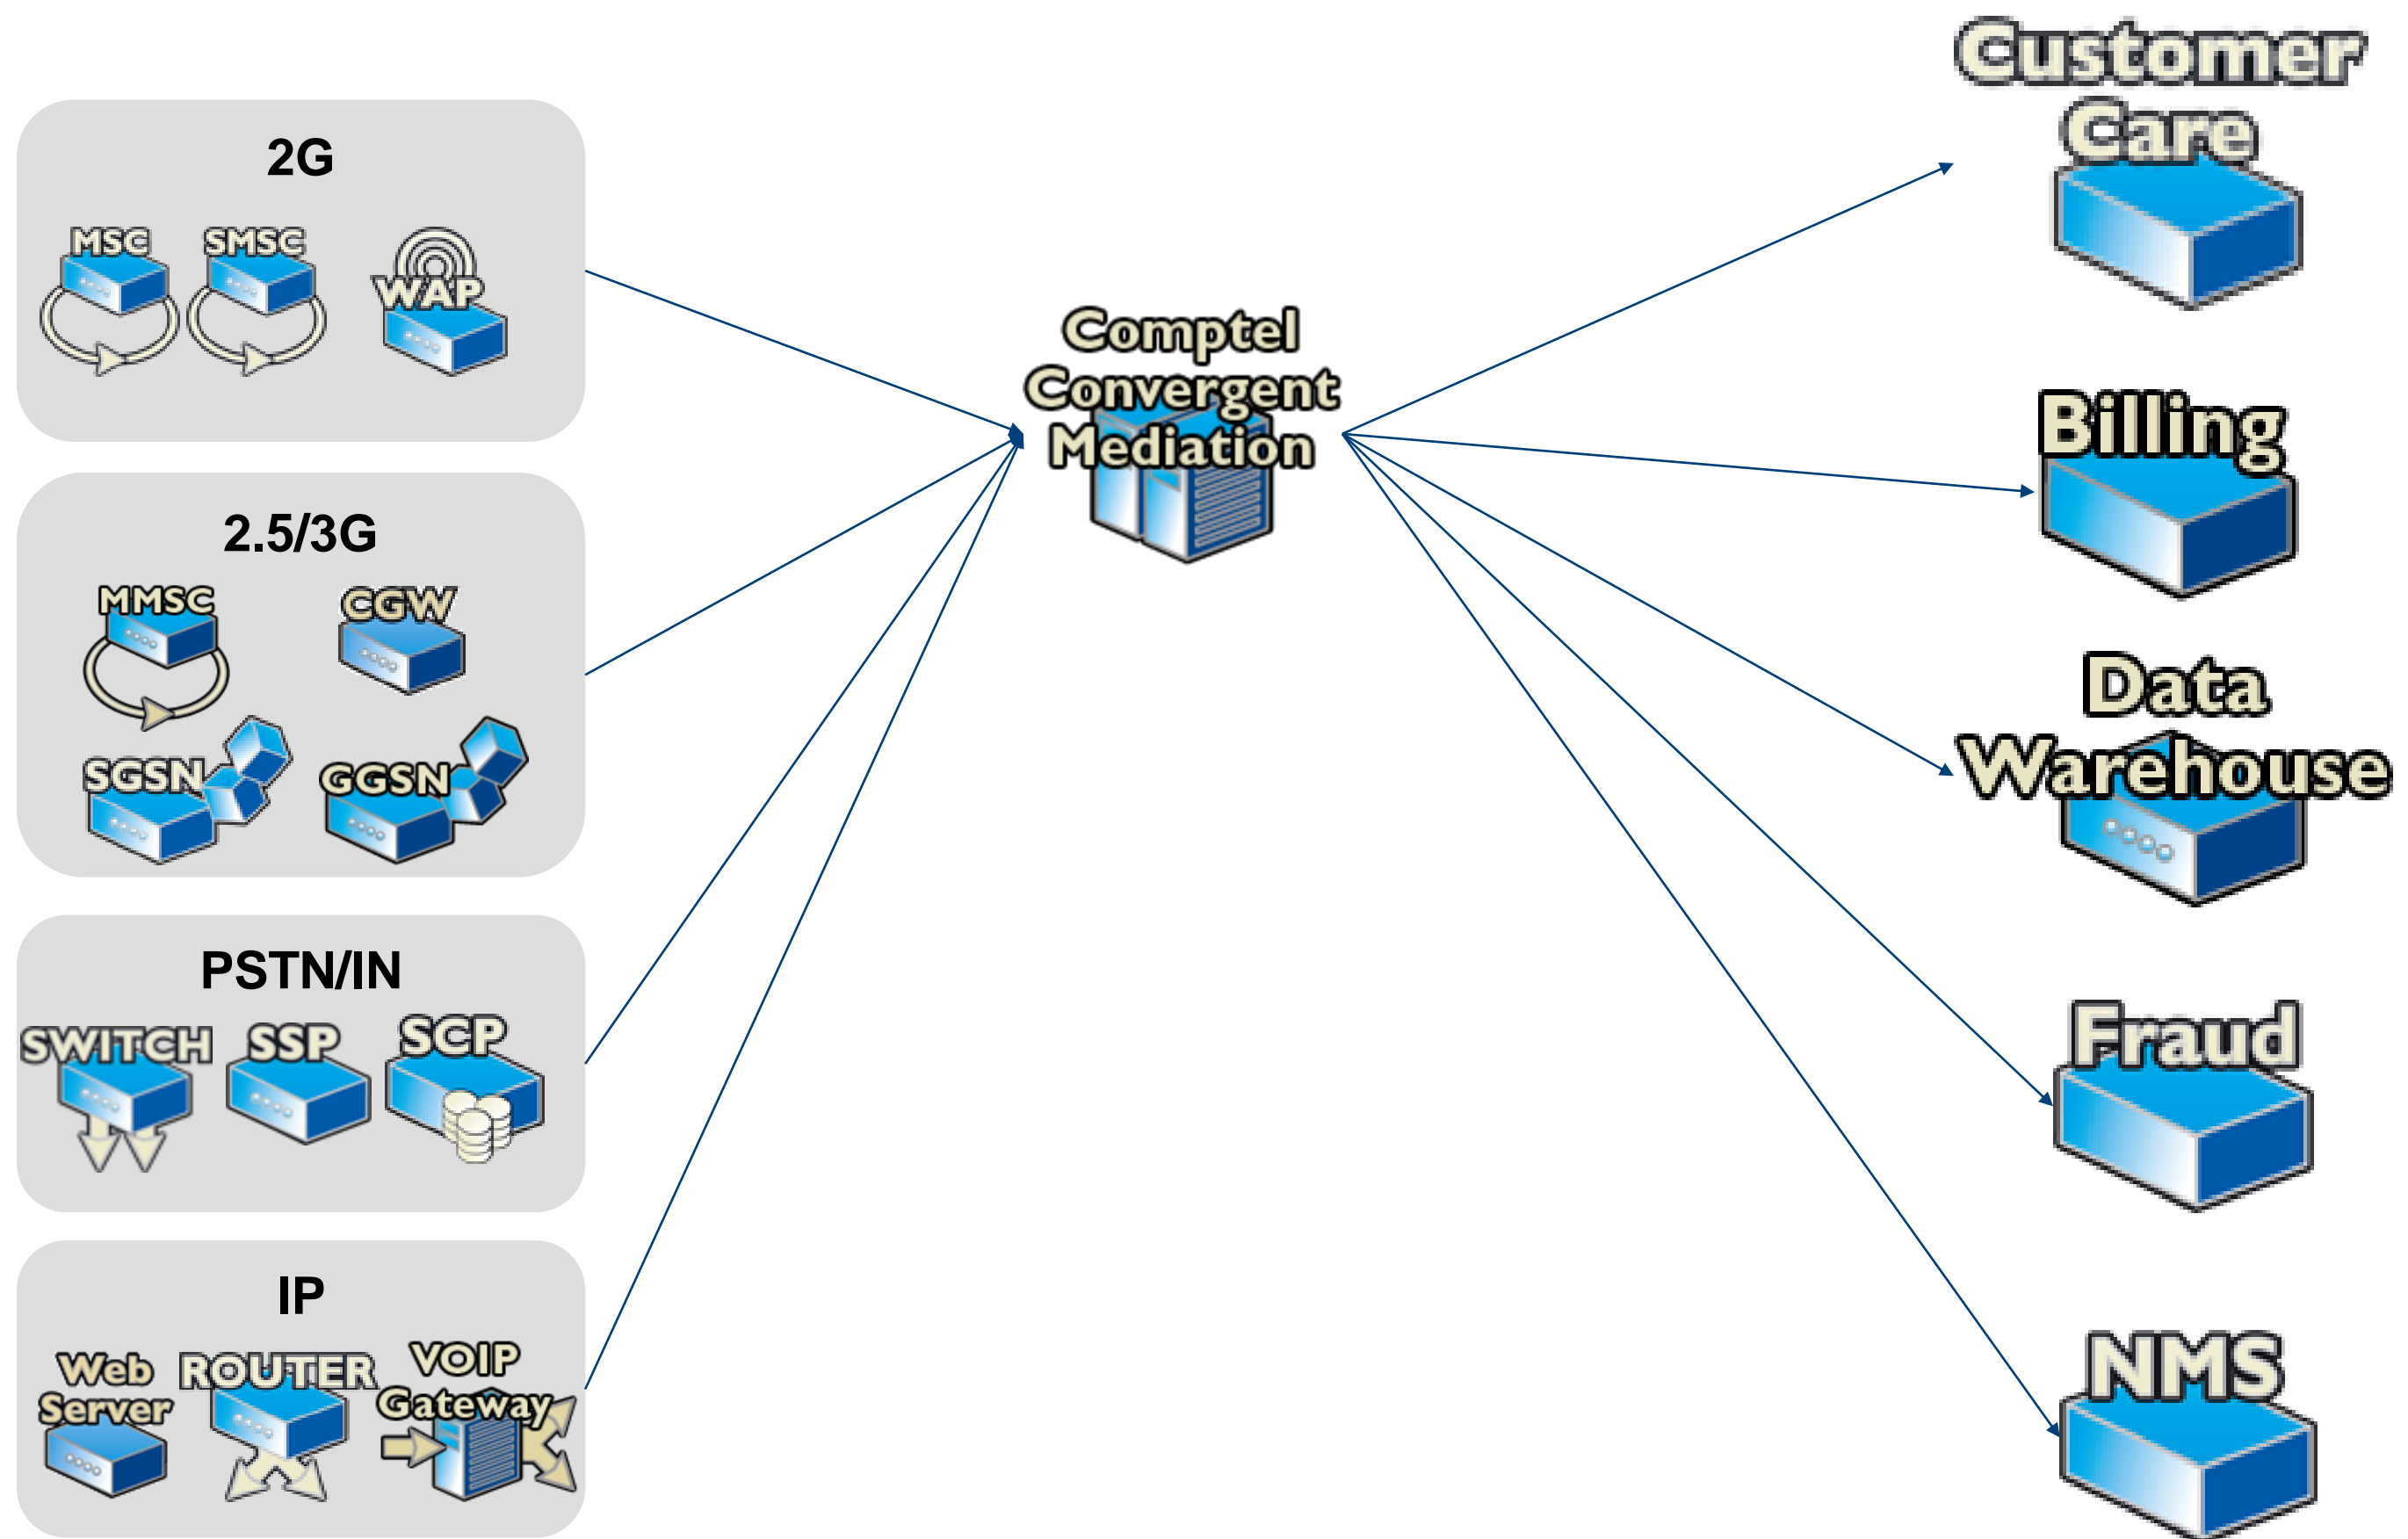 2G
MSC
SMSC
WAP
2.5/3G
MMSC
CGW
SGSN
GGSN
PSTN/IN
SWITCH
SSP
SCP
IP
Web
Server
ROUTER
VOIP
Gateway
Comptel
Convergent
Mediation
Customer
Care
Billing
Data
Warehouse
Fraud
NMS